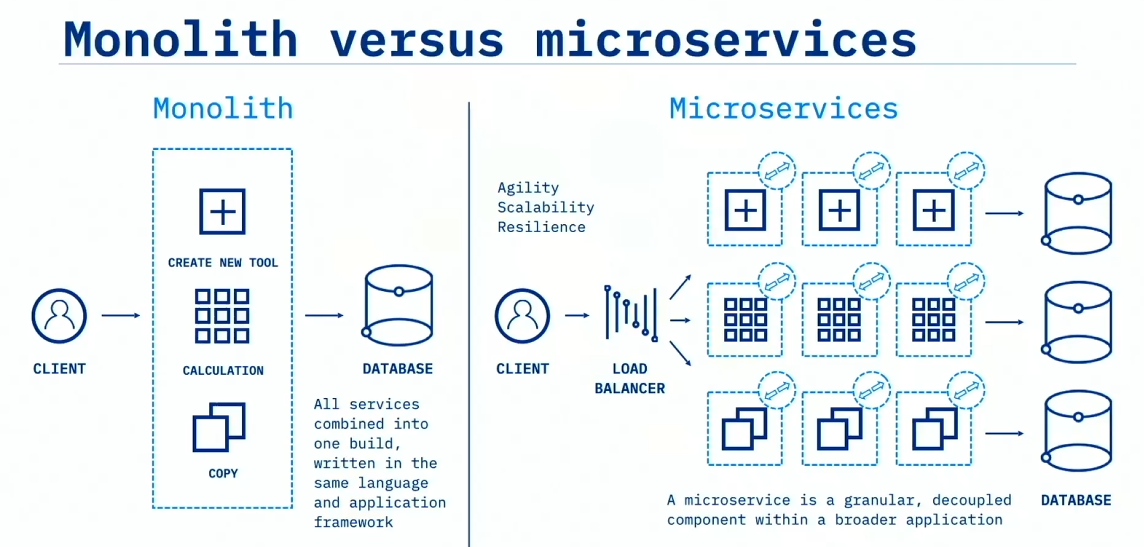 Monolith versus microservices
Monolith
CREATE NEW TOOL
CALCULATION
COPY
CLIENT
DATABASE
All services
combined into
one build,
written in the
same language
and application
framework
Microservices
Agility
Scalability
Resilience
CLIENT
LOAD
BALANCER
A microservice is a granular, decoupled
component within a broader application
DATABASE